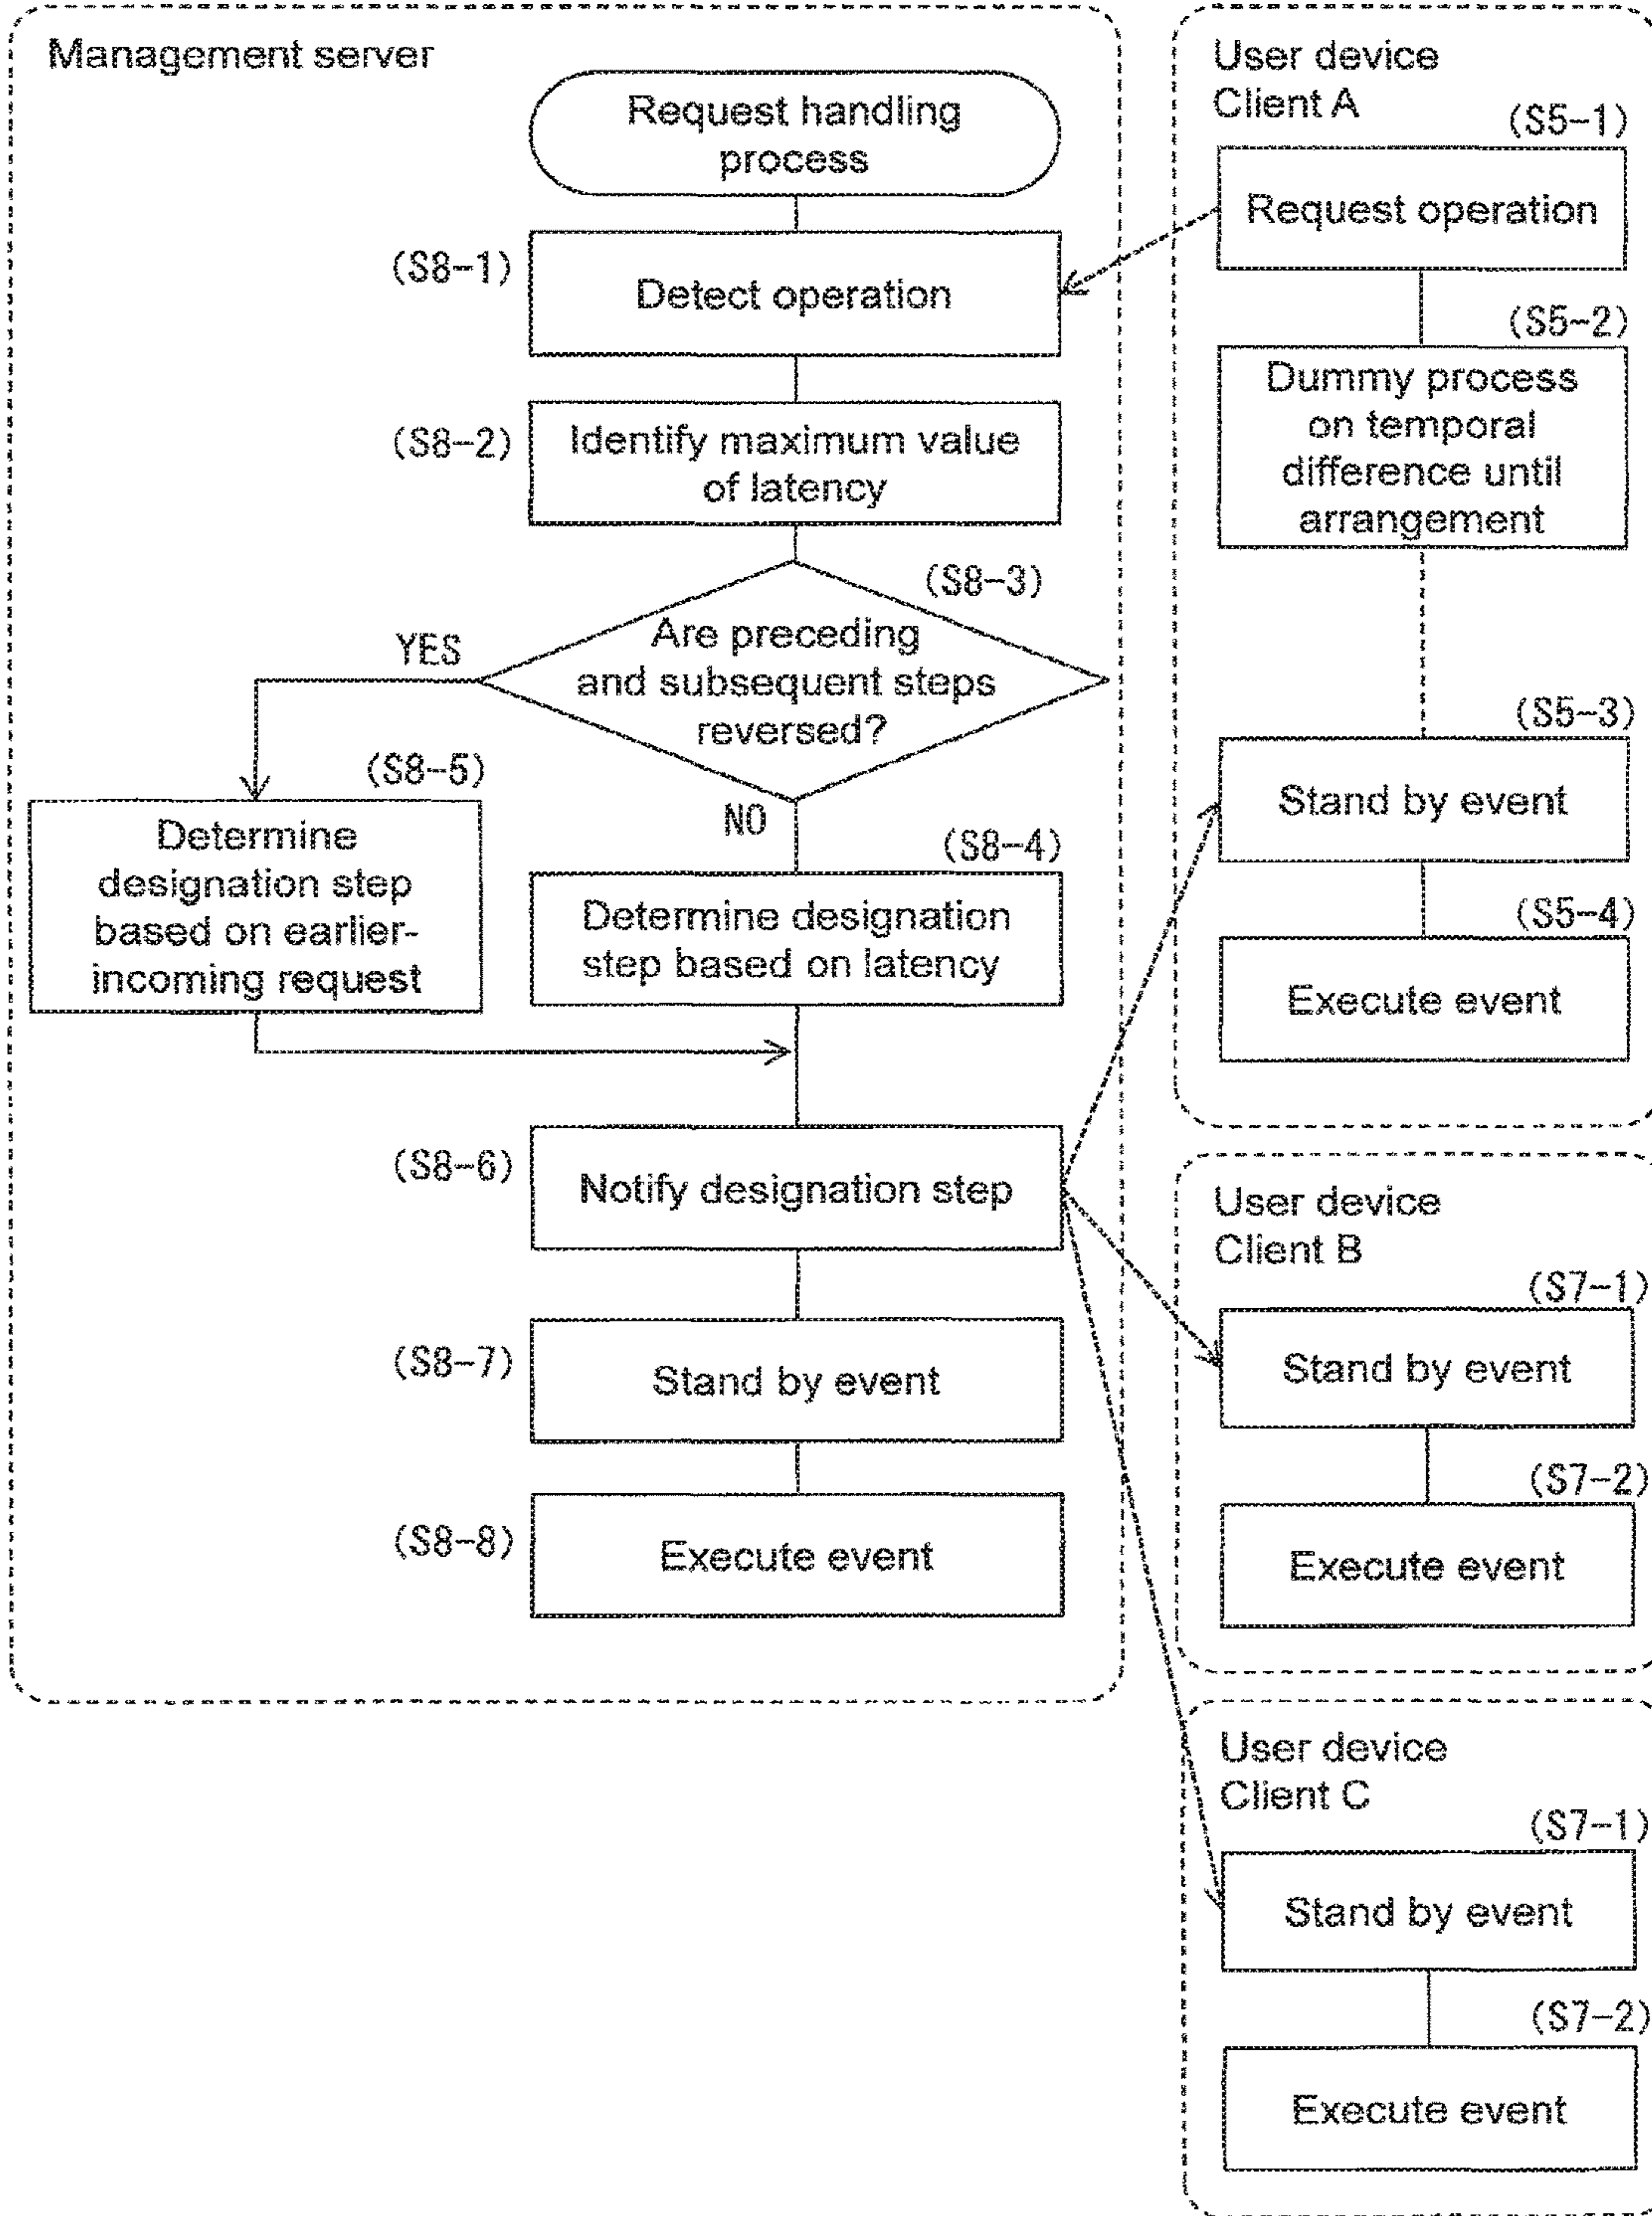 Management server
Request handling
process
(S8-1)
Detect operation
(S8-2)
Identify maximum value
of latency
(S8-3)
Are preceding
and subsequent steps
reversed?
YES
NO
(S8-5)
Determine
designation step
based on earlier-
incoming request
(S8-4)
Determine designation
step based on latency
(S8-6)
Notify designation step
(S8-7)
Stand by event
(S8-8)
Execute event
User device
Client A
(S5-1)
Request operation
(S5-2)
Dummy process
on temporal
difference until
arrangement
(S5-3)
Stand by event
(S5-4)
Execute event
User device
Client B
(S7-1)
Stand by event
(S7-2)
Execute event
User device
Client C
(S7-1)
Stand by event
(S7-2)
Execute event